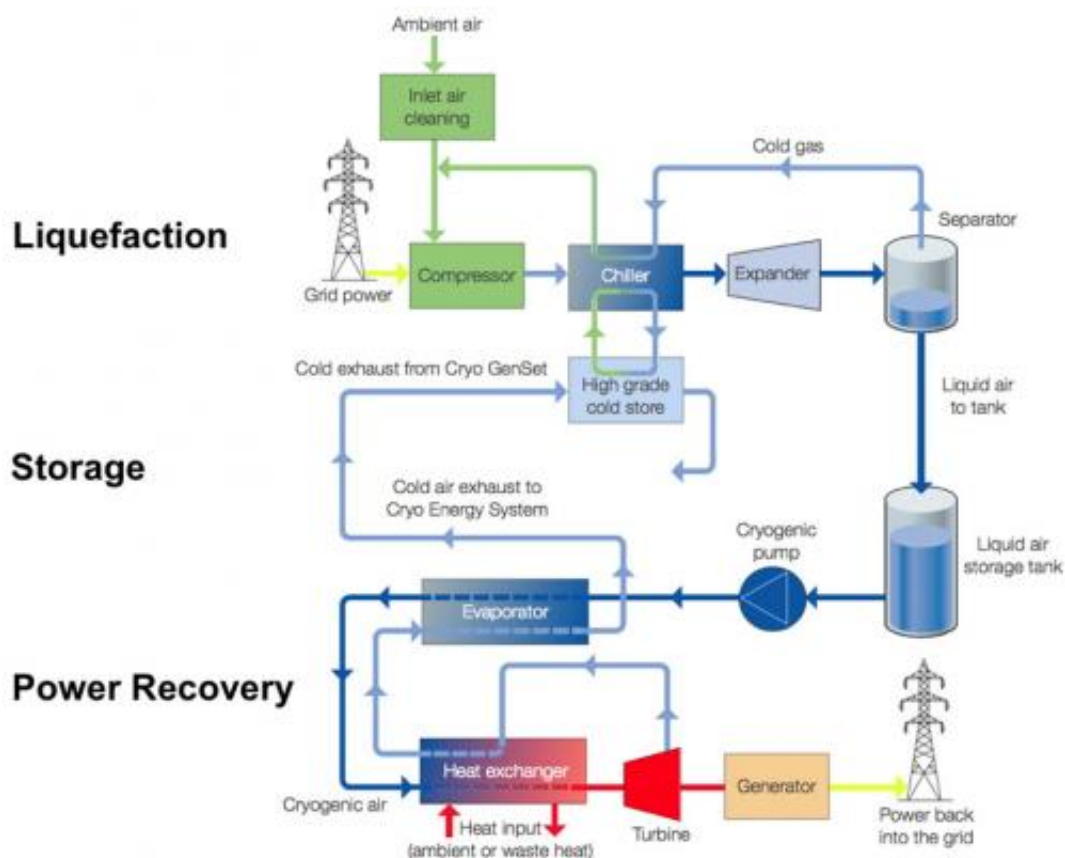 Ambient air
Inlet air
cleaning
Cold gas
Liquefaction
Separator
Compressor
Chiller
Expander
Grid power
Cold exhaust from Cryo GenSet
High grade
cold store
Liquid air
to tank
Storage
Cold air exhaust to
Cryo Energy System
Cryogenic
pump
Liquid air
storage tank
Evaporator
Power Recovery
Heat exchanger
Generator
Cryogenic air
Heat input
(ambient or waste heat)
Turbine
Power back
into the grid